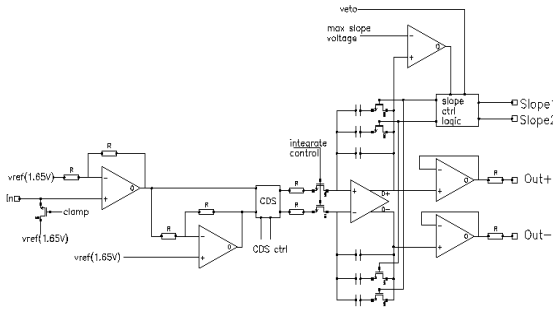 veto
max slope
voltage
-
+
O
slope
ctrl
logic
Slope1
Slope2
integrate
control
R
vref(1.65V)
R
-
+
O
In
clamp
vref(1.65V)
R
R
-
+
O
vref(1.65V)
CDS
CDS ctrl
R
R
+
-
O+
O-
-
+
O
R
Out+
-
+
O
R
Out-